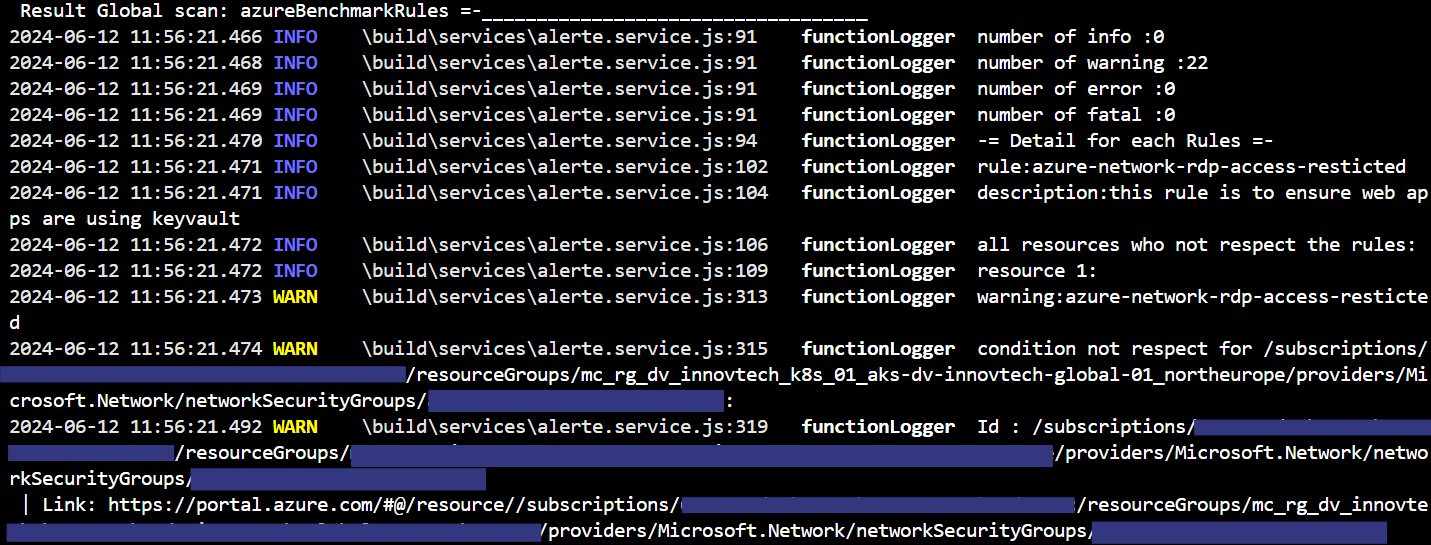 Result Global scan: azureBenchmarkRules =-___________________________________
2024-06-12 11:56:21.466 INFO \build\services\alerte.service.js:91 functionLogger number of info :0
2024-06-12 11:56:21.468 INFO \build\services\alerte.service.js:91 functionLogger number of warning :22
2024-06-12 11:56:21.469 INFO \build\services\alerte.service.js:91 functionLogger number of error :0
2024-06-12 11:56:21.469 INFO \build\services\alerte.service.js:91 functionLogger number of fatal :0
2024-06-12 11:56:21.470 INFO \build\services\alerte.service.js:94 functionLogger -= Detail for each Rules =-
2024-06-12 11:56:21.471 INFO \build\services\alerte.service.js:102 functionLogger rule:azure-network-rdp-access-resticted
2024-06-12 11:56:21.471 INFO \build\services\alerte.service.js:104 functionLogger description:this rule is to ensure web ap
ps are using keyvault
2024-06-12 11:56:21.472 INFO \build\services\alerte.service.js:106 functionLogger all resources who not respect the rules:
2024-06-12 11:56:21.472 INFO \build\services\alerte.service.js:109 functionLogger resource 1:
2024-06-12 11:56:21.473 WARN \build\services\alerte.service.js:313 functionLogger warning:azure-network-rdp-access-resticte
d
2024-06-12 11:56:21.474 WARN \build\services\alerte.service.js:315 functionLogger condition not respect for /subscriptions/
/resourceGroups/mc_rg_dv_innovtech_k8s_01_aks-dv-innovtech-global-01_northeurope/providers/Mi
crosoft.Network/networkSecurityGroups/ :
2024-06-12 11:56:21.492 WARN \build\services\alerte.service.js:319 functionLogger Id : /subscriptions/
/resourceGroups/ /providers/Microsoft.Network/netwo
rkSecurityGroups/
| Link: https://portal.azure.com/#@/resource//subscriptions/ /resourceGroups/mc_rg_dv_innovte
/providers/Microsoft.Network/networkSecurityGroups/